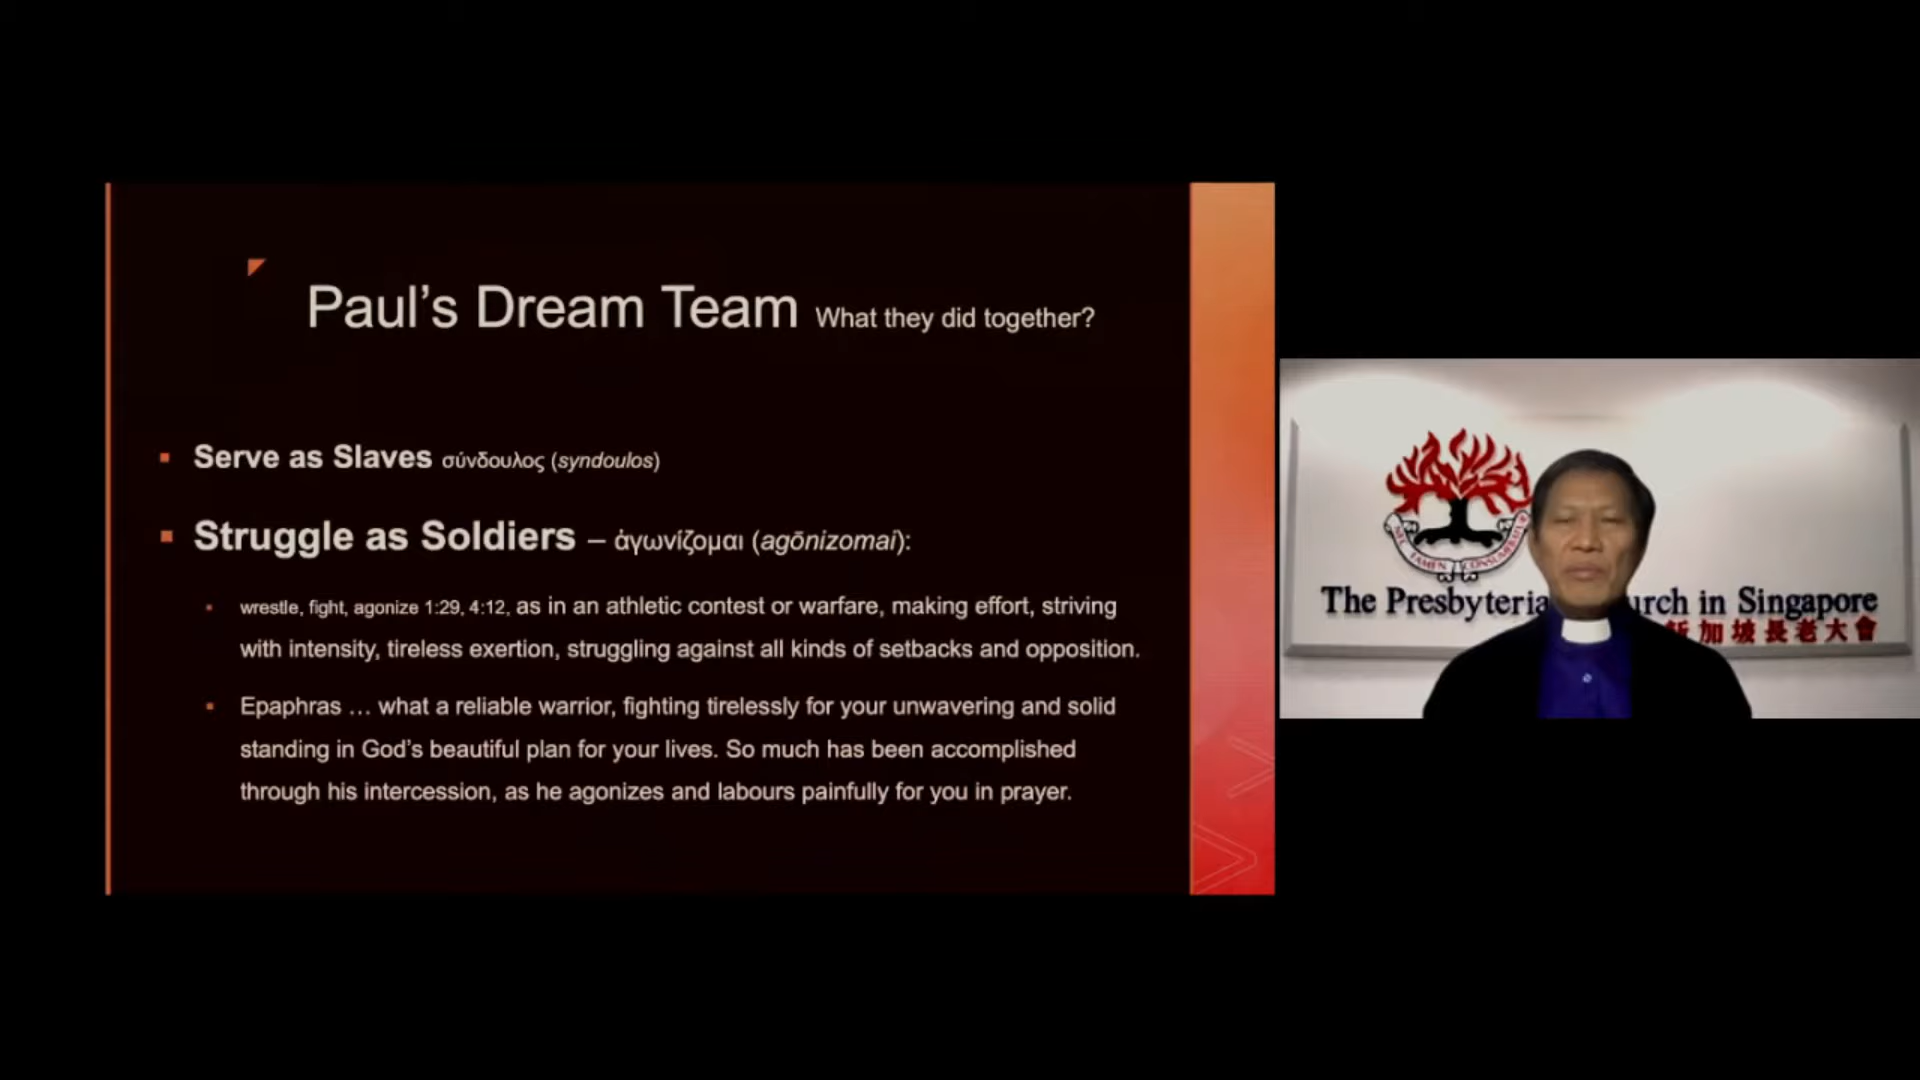 Paul’s Dream Team What they did together?
Serve as Slaves σύνδουλος (syndoulos)
Struggle as Soldiers – ἀγωνίζομαι (agōnizomai):
wrestle, fight, agonize 1:29, 4:12, as in an athletic contest or warfare, making effort, striving
with intensity, tireless exertion, struggling against all kinds of setbacks and opposition.
Epaphras … what a reliable warrior, fighting tirelessly for your unwavering and solid
standing in God’s beautiful plan for your lives. So much has been accomplished
through his intercession, as he agonizes and labours painfully for you in prayer.
NEC TAMEN CONSUMEBATUR
The Presbyteria urch in Singapore
新加坡長老大會